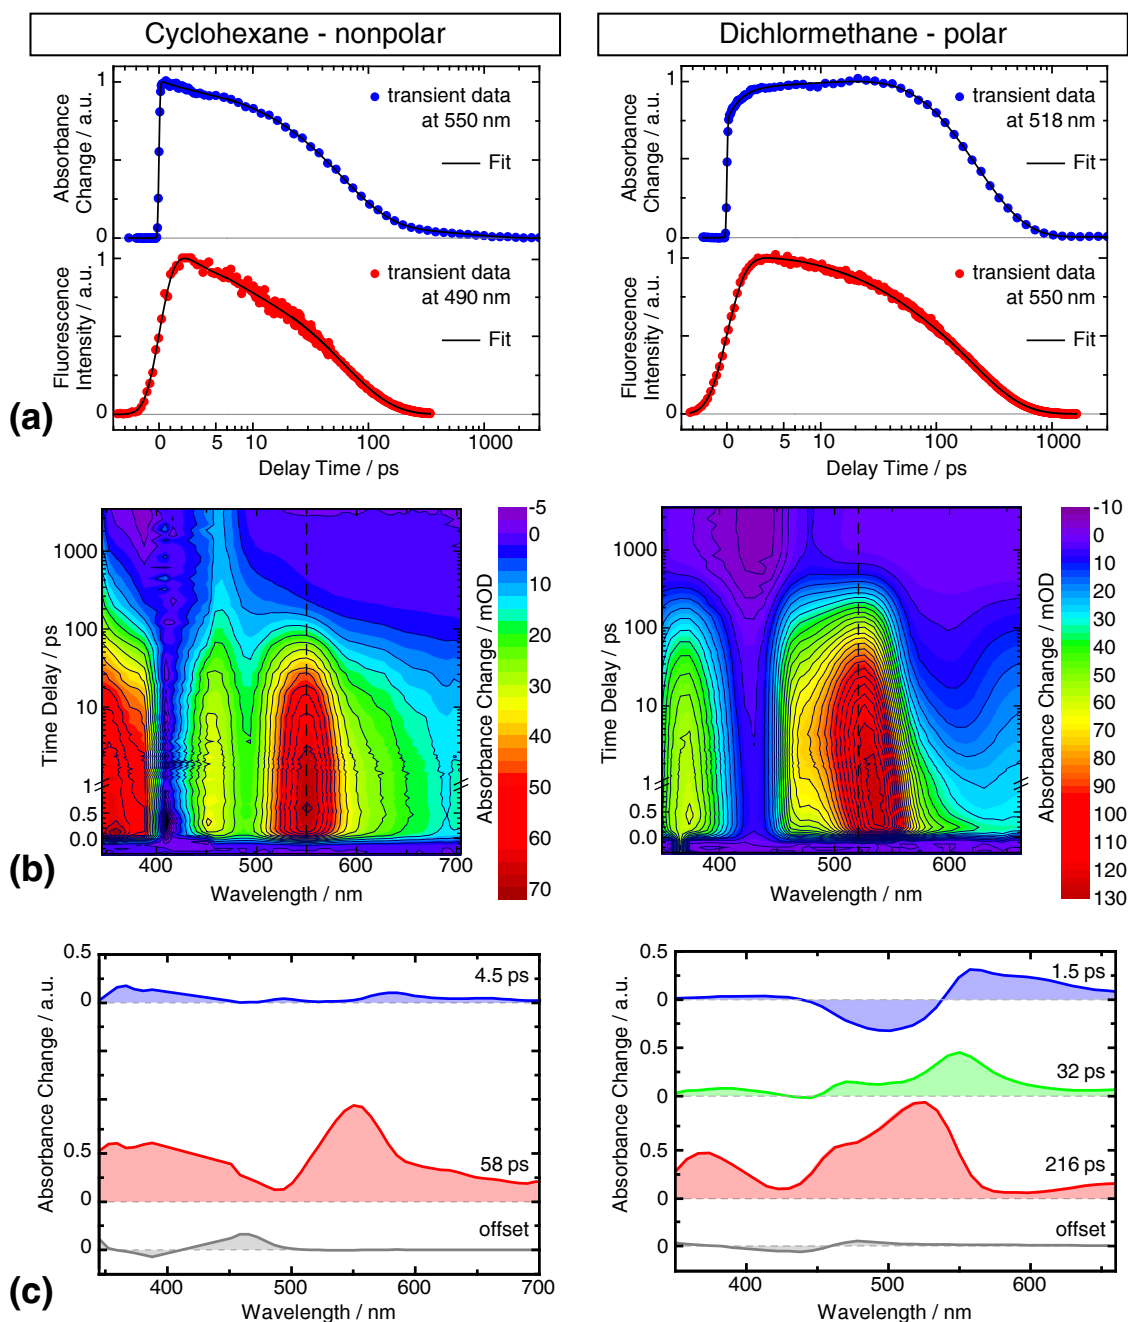 Cyclohexane - nonpolar
Dichlormethane - polar
Absorbance
Change / a.u.
1
0
transient data
at 550 nm
Fit
Fluorescence
Intensity / a.u.
1
0
transient data
at 490 nm
Fit
0 5 10 100 1000
Delay Time / ps
Absorbance
Change / a.u.
1
0
transient data
at 518 nm
Fit
Fluorescence
Intensity / a.u.
1
0
transient data
at 550 nm
Fit
0 5 10 100 1000
Delay Time / ps
(a)
Time Delay / ps
1000
100
10
1
0.5
0.0
400 500 600 700
Wavelength / nm
-5
0
10
20
30
40
50
60
70
Absorbance Change / mOD
Time Delay / ps
1000
100
10
1
0.5
0.0
400 500 600
Wavelength / nm
-10
0
10
20
30
40
50
60
70
80
90
100
110
120
130
Absorbance Change / mOD
(b)
Absorbance Change / a.u.
0.5
0
0.5
0
0
4.5 ps
58 ps
offset
400 500 600 700
Wavelength / nm
Absorbance Change / a.u.
0.5
0
0.5
0
0.5
0
0
1.5 ps
32 ps
216 ps
offset
400 500 600
Wavelength / nm
(c)